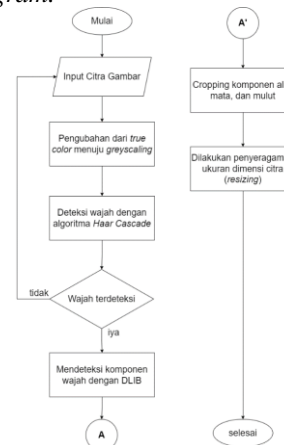 gram.
Mulai
Input Citra Gambar
Pengubahan dari true
color menuju greyscaling
Deteksi wajah dengan
algoritma Haar Cascade
tidak
Wajah terdeteksi
iya
Mendeteksi komponen
wajah dengan DLIB
A
A'
Cropping komponen al
mata, dan mulut
Dilakukan penyeragam
ukuran dimensi citra
(resizing)
selesai